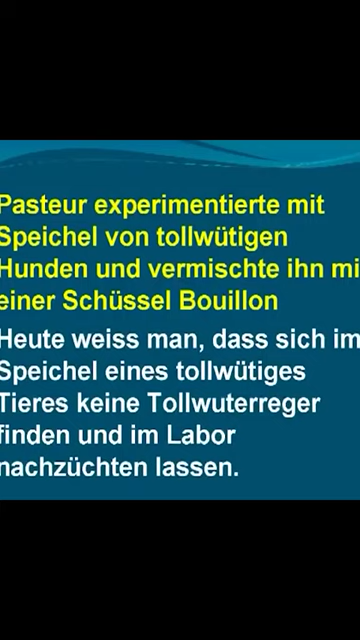 Pasteur experimentierte mit
Speichel von tollwütigen
Hunden und vermischte ihn mi
einer Schüssel Bouillon
Heute weiss man, dass sich im
Speichel eines tollwütiges
Tieres keine Tollwuterreger
finden und im Labor
nachzüchten lassen.